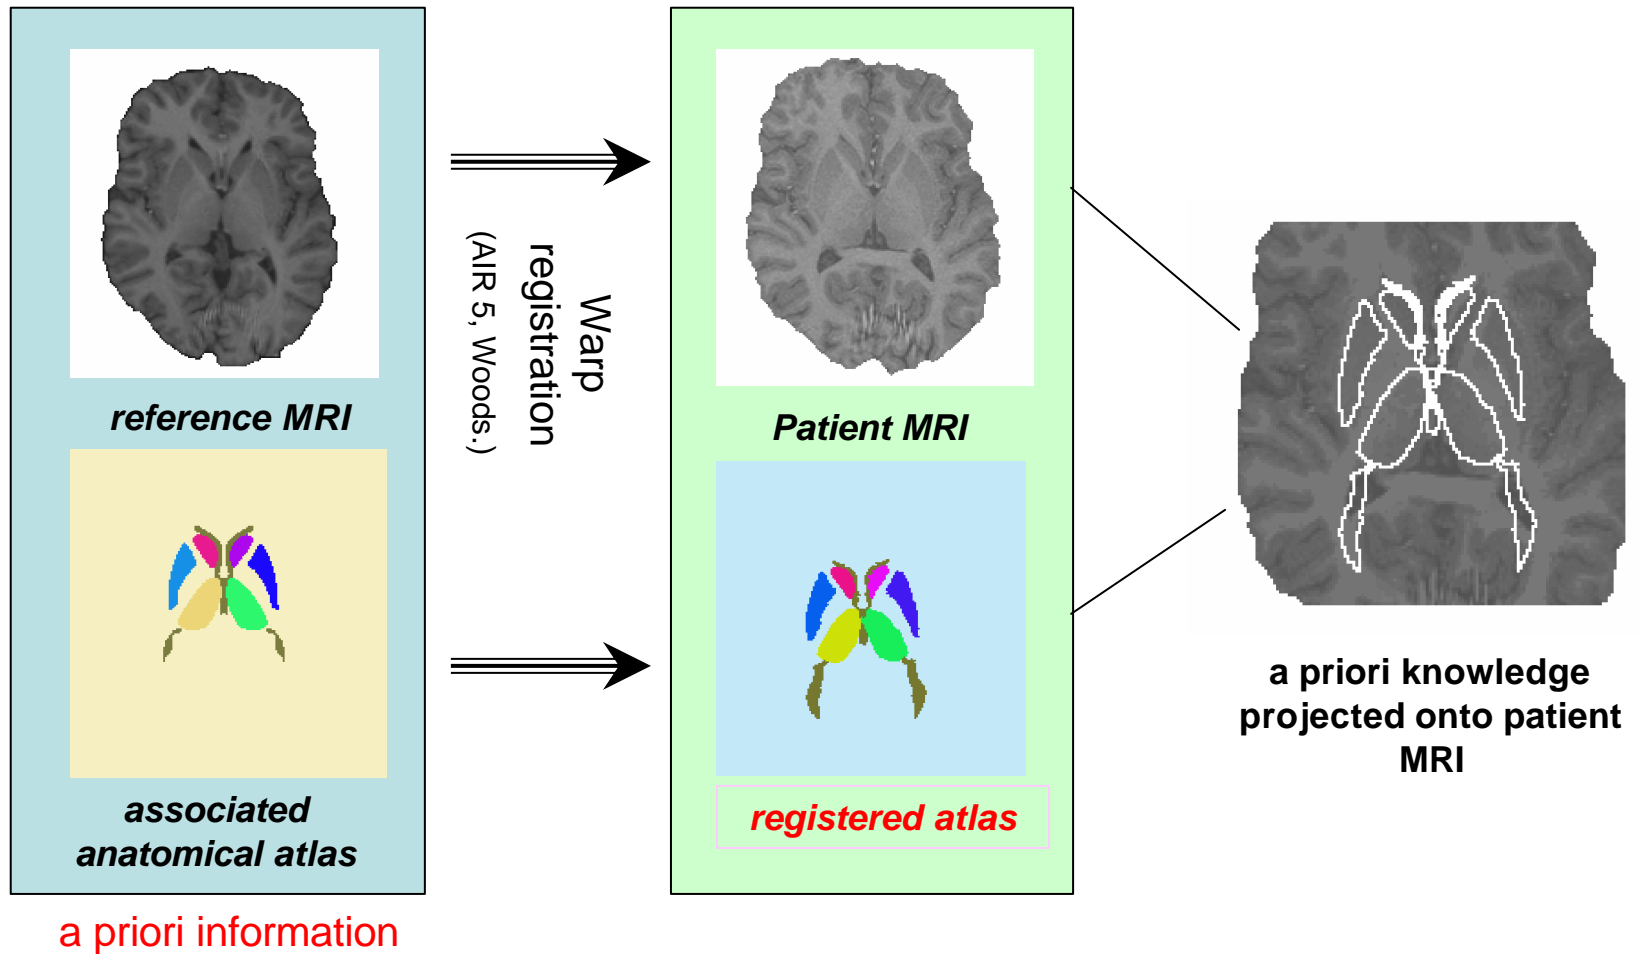 reference MRI
associated
anatomical atlas
a priori information
Warp
registration
(AIR 5, Woods.)
Patient MRI
registered atlas
a priori knowledge
projected onto patient
MRI